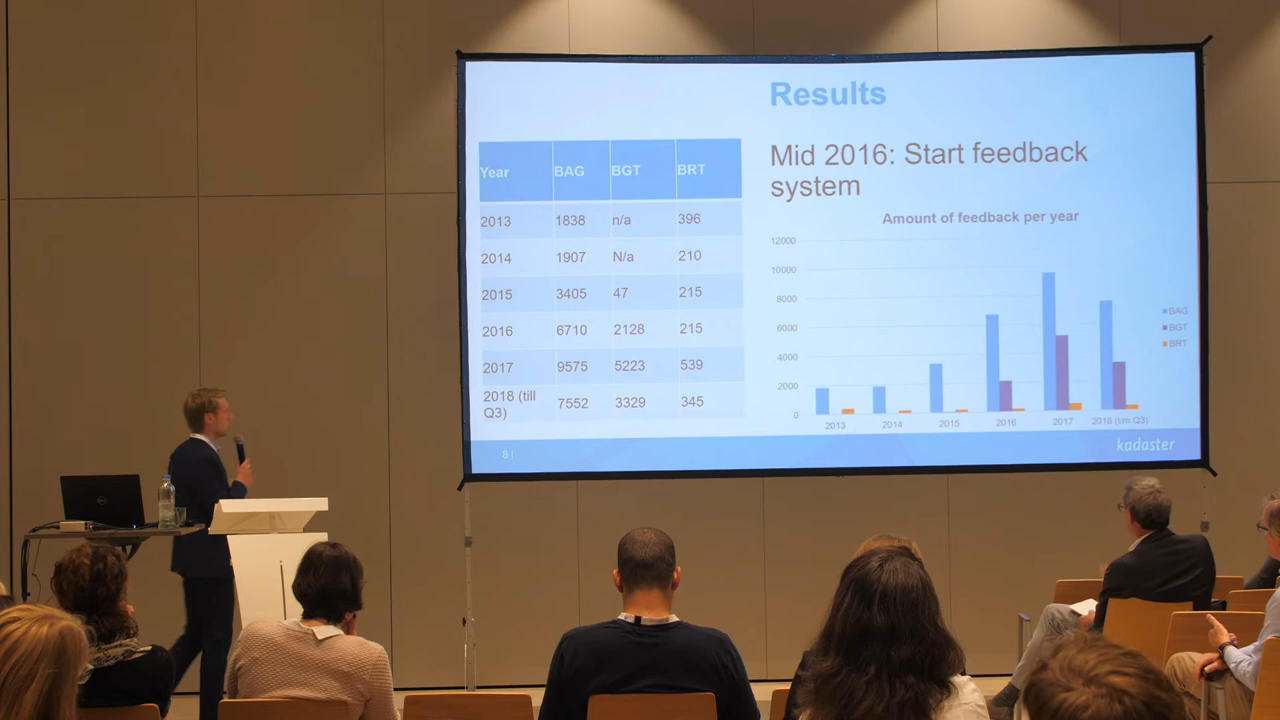 Results
Mid 2016: Start feedback
system
Year BAG BGT BRT
2013 1838 n/a 396
2014 1907 N/a 210
2015 3405 47 215
2016 6710 2128 215
2017 9575 5223 539
2018 (till
Q3) 7552 3329 345
Amount of feedback per year
12000
10000
8000
6000
4000
2000
0
2013 2014 2015 2016 2017 2018 (tm Q3)
BAG
BGT
BRT
8 |
kadaster